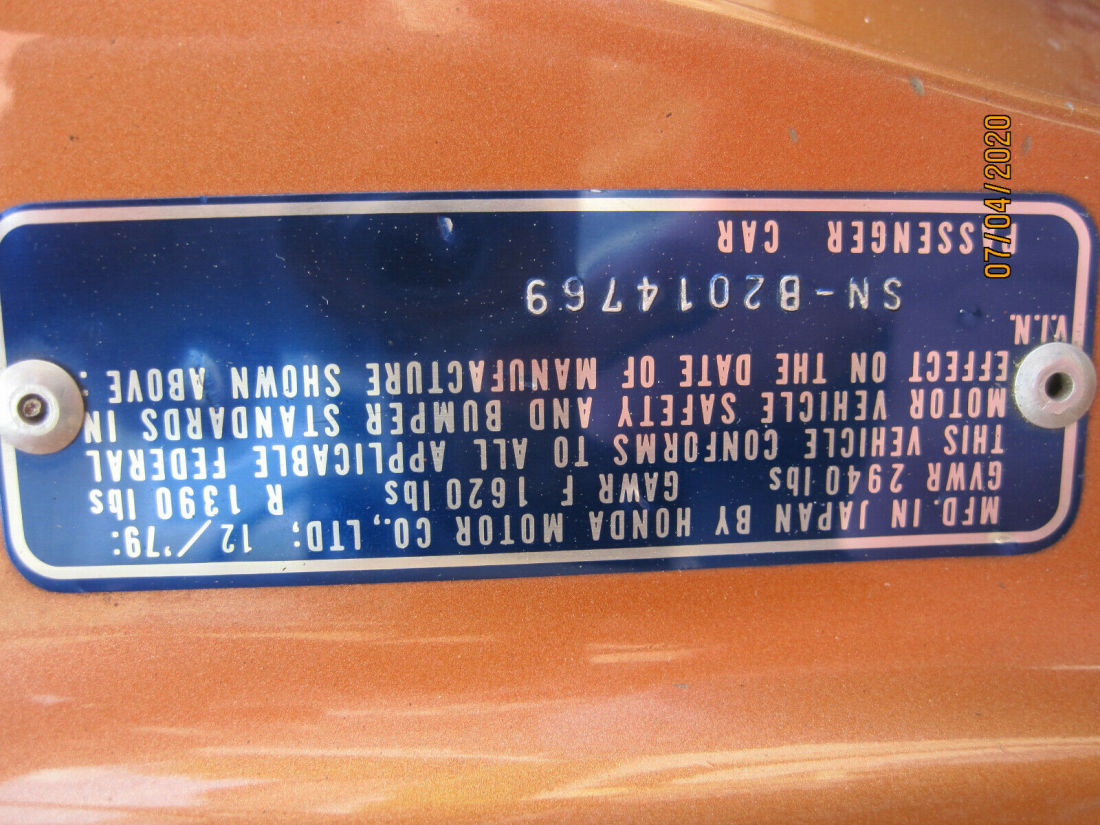 MFD. IN JAPAN BY HONDA MOTOR CO., LTD; 12/'79:
GVWR 2940 lbs GAWR F 1620 lbs R 1390 lbs
THIS VEHICLE CONFORMS TO ALL APPLICABLE FEDERAL
MOTOR VEHICLE SAFETY AND BUMPER STANDARDS IN
EFFECT ON THE DATE OF MANUFACTURE SHOWN ABOVE:
V.I.N.
SN-B2014769
PASSENGER CAR
07/04/2020